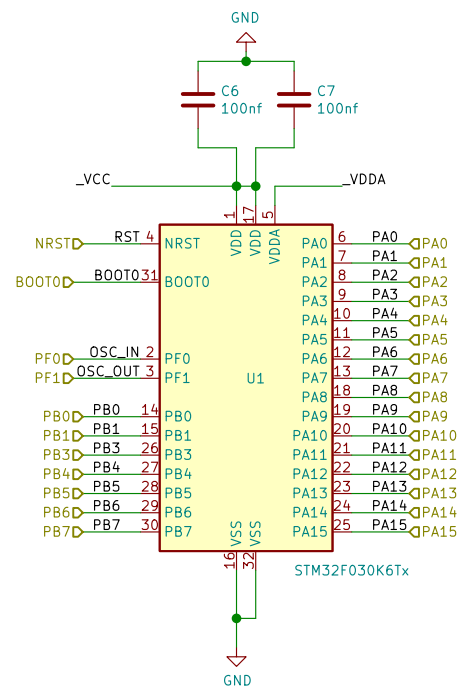 GND
C6
100nf
C7
100nf
_VCC
_VDDA
1
17
5
VDD
VDD
VDDA
NRST RST 4 NRST
BOOT0 BOOT0 31 BOOT0
PF0 OSC_IN 2 PF0
PF1 OSC_OUT 3 PF1
U1
PB0 PB0 14 PB0
PB1 PB1 15 PB1
PB3 PB3 26 PB3
PB4 PB4 27 PB4
PB5 PB5 28 PB5
PB6 PB6 29 PB6
PB7 PB7 30 PB7
PA0 6 PA0 PA0
PA1 7 PA1 PA1
PA2 8 PA2 PA2
PA3 9 PA3 PA3
PA4 10 PA4 PA4
PA5 11 PA5 PA5
PA6 12 PA6 PA6
PA7 13 PA7 PA7
PA8 18 PA8 PA8
PA9 19 PA9 PA9
PA10 20 PA10 PA10
PA11 21 PA11 PA11
PA12 22 PA12 PA12
PA13 23 PA13 PA13
PA14 24 PA14 PA14
PA15 25 PA15 PA15
VSS
VSS
16
32
STM32F030K6Tx
GND